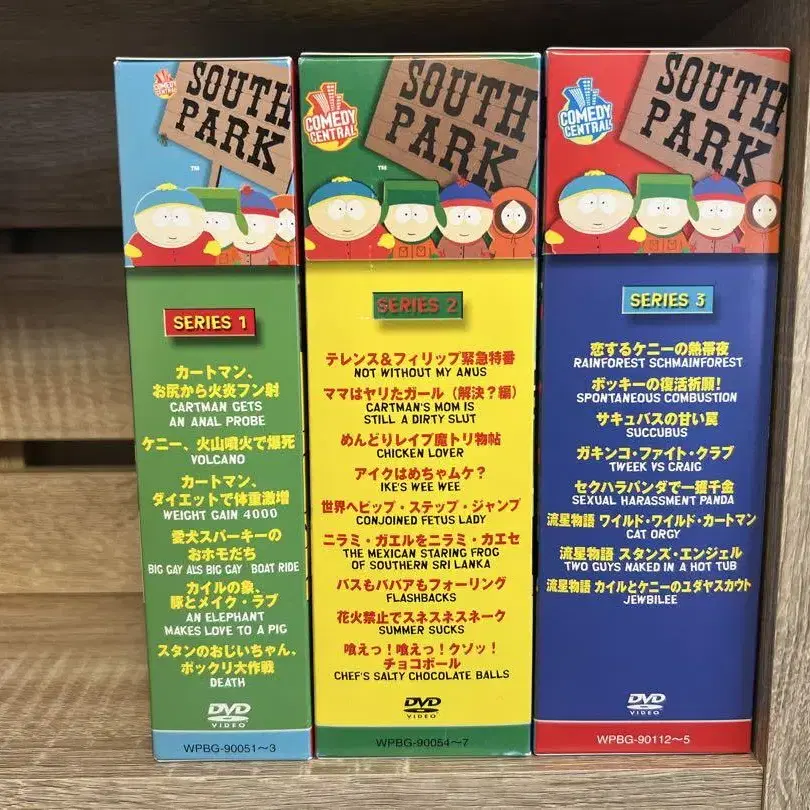 COMEDY
CENTRAL
SOUTH
PARK
TM
SERIES 1
カートマン、
お尻から火炎フン射
CARTMAN GETS
AN ANAL PROBE
ケニー、火山噴火で爆死
VOLCANO
カートマン、
ダイエットで体重激増
WEIGHT GAIN 4000
愛犬スパーキーの
おホモだち
BIG GAY AL'S BIG GAY BOAT RIDE
カイルの象、
豚とメイク・ラブ
AN ELEPHANT
MAKES LOVE TO A PIG
スタンのおじいちゃん、
ポックリ大作戦
DEATH
DVD
VIDEO
WPBG-90051〜3
COMEDY
CENTRAL
SOUTH
PARK
TM
SERIES 2
テレンス&フィリップ緊急特番
NOT WITHOUT MY ANUS
ママはヤリたガール（解決？編）
CARTMAN'S MOM IS
STILL A DIRTY SLUT
めんどりレイプ魔トリ物帖
CHICKEN LOVER
アイクはめちゃムケ？
IKE'S WEE WEE
世界へピップ・ステップ・ジャンプ
CONJOINED FETUS LADY
ニラミ・ガエルをニラミ・カエセ
THE MEXICAN STARING FROG
OF SOUTHERN SRI LANKA
バスもババアもフォーリング
FLASHBACKS
花火禁止でスネスネスネーク
SUMMER SUCKS
喰えっ！喰えっ！クソッ！
チョコボール
CHEF'S SALTY CHOCOLATE BALLS
DVD
VIDEO
WPBG-90054〜7
COMEDY
CENTRAL
SOUTH
PARK
SERIES 3
恋するケニーの熱帯夜
RAINFOREST SCHMAINFOREST
ボッキーの復活祈願！
SPONTANEOUS COMBUSTION
サキュバスの甘い罠
SUCCUBUS
ガキンコ・ファイト・クラブ
TWEEK VS CRAIG
セクハラパンダで一攫千金
SEXUAL HARASSMENT PANDA
流星物語 ワイルド・ワイルド・カートマン
CAT ORGY
流星物語 スタンズ・エンジェル
TWO GUYS NAKED IN A HOT TUB
流星物語 カイルとケニーのユダヤスカウト
JEWBILEE
DVD
VIDEO
WPBG-90112〜5